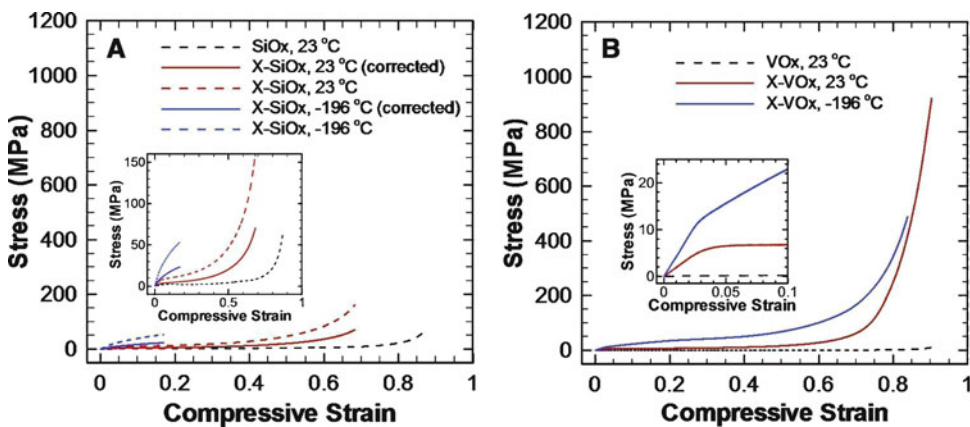 A
Stress (MPa)
1200
1000
800
600
400
200
0
SiOx, 23 °C
X-SiOx, 23 °C (corrected)
X-SiOx, 23 °C
X-SiOx, -196 °C (corrected)
X-SiOx, -196 °C
Stress (MPa)
150
100
50
0
0 0.5 1
Compressive Strain
0 0.2 0.4 0.6 0.8 1
Compressive Strain
B
Stress (MPa)
1200
1000
800
600
400
200
0
VOx, 23 °C
X-VOx, 23 °C
X-VOx, -196 °C
Stress (MPa)
20
10
0
0 0.05 0.1
Compressive Strain
0 0.2 0.4 0.6 0.8 1
Compressive Strain